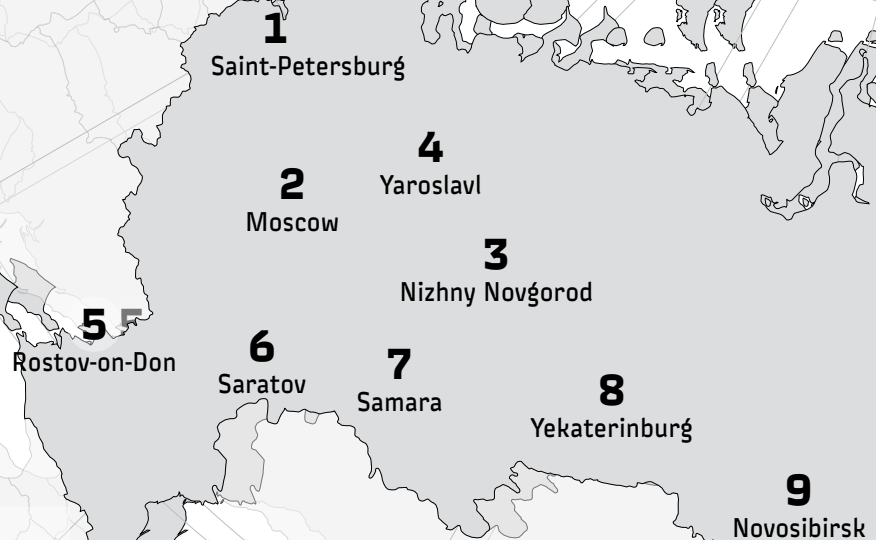 1
Saint-Petersburg
4
Yaroslavl
2
Moscow
3
Nizhny Novgorod
5
Rostov-on-Don
6
Saratov
7
Samara
8
Yekaterinburg
9
Novosibirsk